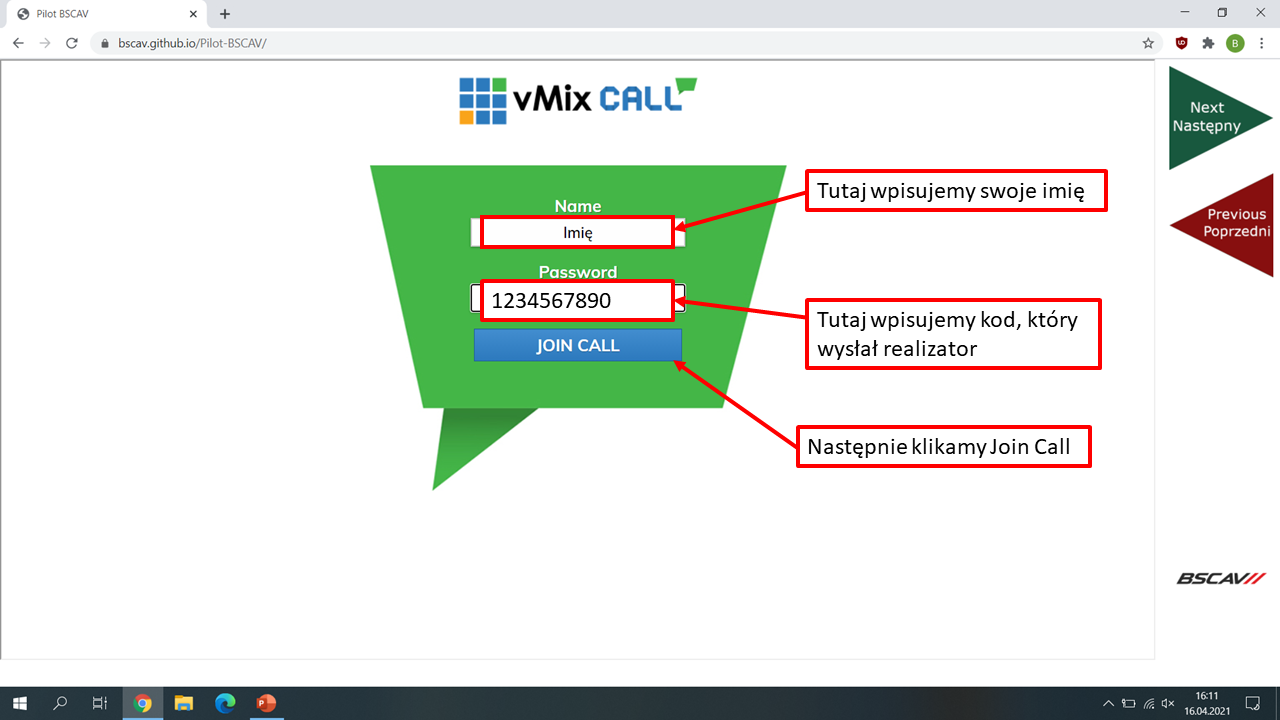 Pilot BSCAV
bscav.github.io/Pilot-BSCAV/
B
vMix CALL
Next
Następny
Previous
Poprzedni
Name
Imię
Password
1234567890
JOIN CALL
Tutaj wpisujemy swoje imię
Tutaj wpisujemy kod, który
wysłał realizator
Następnie klikamy Join Call
BSCAV
16:11
16.04.2021